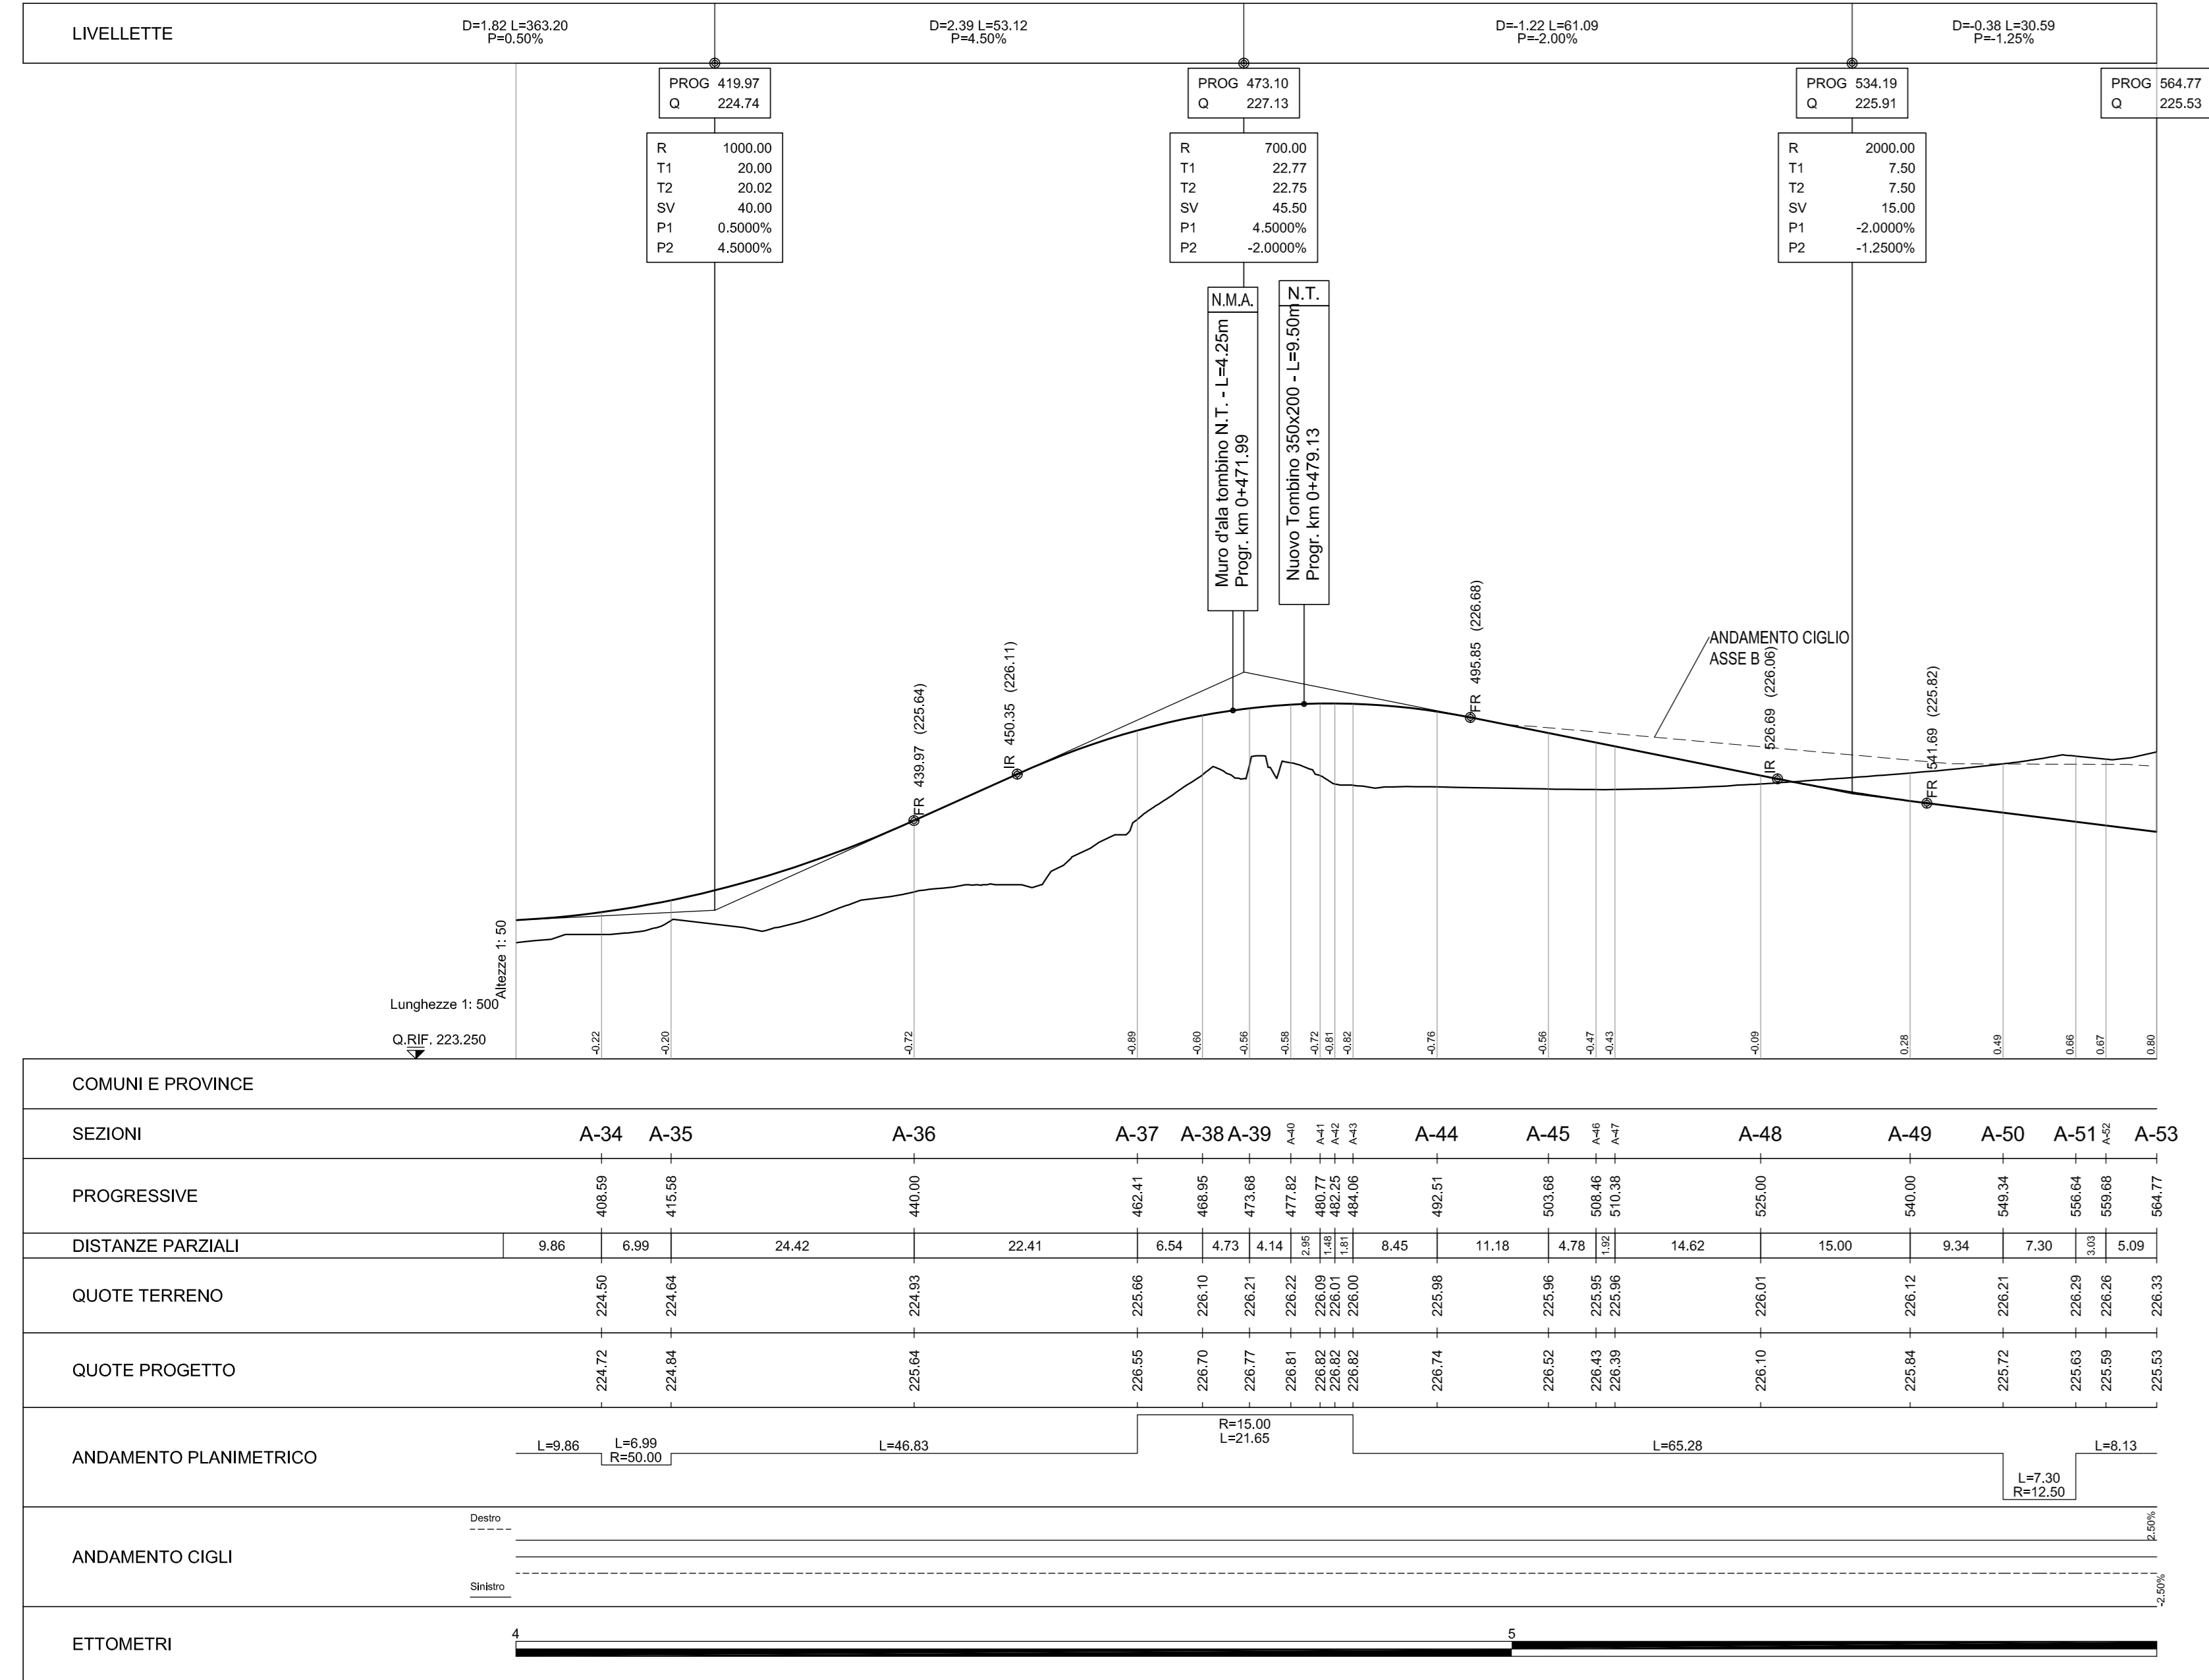 LIVELLETTE
D=1.82 L=363.20
P=0.50%
D=2.39 L=53.12
P=4.50%
D=-1.22 L=61.09
P=-2.00%
D=-0.38 L=30.59
P=-1.25%
PROG 419.97
Q 224.74
PROG 473.10
Q 227.13
PROG 534.19
Q 225.91
PROG 564.77
Q 225.53
R 1000.00
T1 20.00
T2 20.02
SV 40.00
P1 0.5000%
P2 4.5000%
R 700.00
T1 22.77
T2 22.75
SV 45.50
P1 4.5000%
P2 -2.0000%
R 2000.00
T1 7.50
T2 7.50
SV 15.00
P1 -2.0000%
P2 -1.2500%
N.M.A.
Muro d'ala tombino N.T. - L=4.25m
Progr. km 0+471.99
N.T.
Nuovo Tombino 350x200 - L=9.50m
Progr. km 0+479.13
FR 439.97 (225.64)
IR 450.35 (226.11)
FR 495.85 (226.68)
ANDAMENTO CIGLIO
ASSE B
IR 526.69 (226.06)
FR 541.69 (225.82)
Altezze 1: 50
Lunghezze 1: 500
Q.RIF. 223.250
-0.22 -0.20 -0.72 -0.89 -0.60 -0.56 -0.58 -0.72 -0.81 -0.82 -0.76 -0.56 -0.47 -0.43 -0.09 0.28 0.49 0.66 0.67 0.80
COMUNI E PROVINCE
SEZIONI A-34 A-35 A-36 A-37 A-38 A-39 A-40 A-41 A-42 A-43 A-44 A-45 A-46 A-47 A-48 A-49 A-50 A-51 A-52 A-53
PROGRESSIVE 408.59 415.58 440.00 462.41 468.95 473.68 477.82 480.77 482.25 484.06 492.51 503.68 508.46 510.38 525.00 540.00 549.34 556.64 559.68 564.77
DISTANZE PARZIALI 9.86 6.99 24.42 22.41 6.54 4.73 4.14 2.95 1.48 1.81 8.45 11.18 4.78 1.92 14.62 15.00 9.34 7.30 3.03 5.09
QUOTE TERRENO 224.50 224.64 224.93 225.66 226.10 226.21 226.22 226.09 226.01 226.00 225.98 225.96 225.95 225.96 226.01 226.12 226.21 226.29 226.26 226.33
QUOTE PROGETTO 224.72 224.84 225.64 226.55 226.70 226.77 226.81 226.82 226.82 226.82 226.74 226.52 226.43 226.39 226.10 225.84 225.72 225.63 225.59 225.53
ANDAMENTO PLANIMETRICO
L=9.86
L=6.99
R=50.00
L=46.83
R=15.00
L=21.65
L=65.28
L=7.30
R=12.50
L=8.13
ANDAMENTO CIGLI
Destro
2.50%
Sinistro
-2.50%
ETTOMETRI
4 5